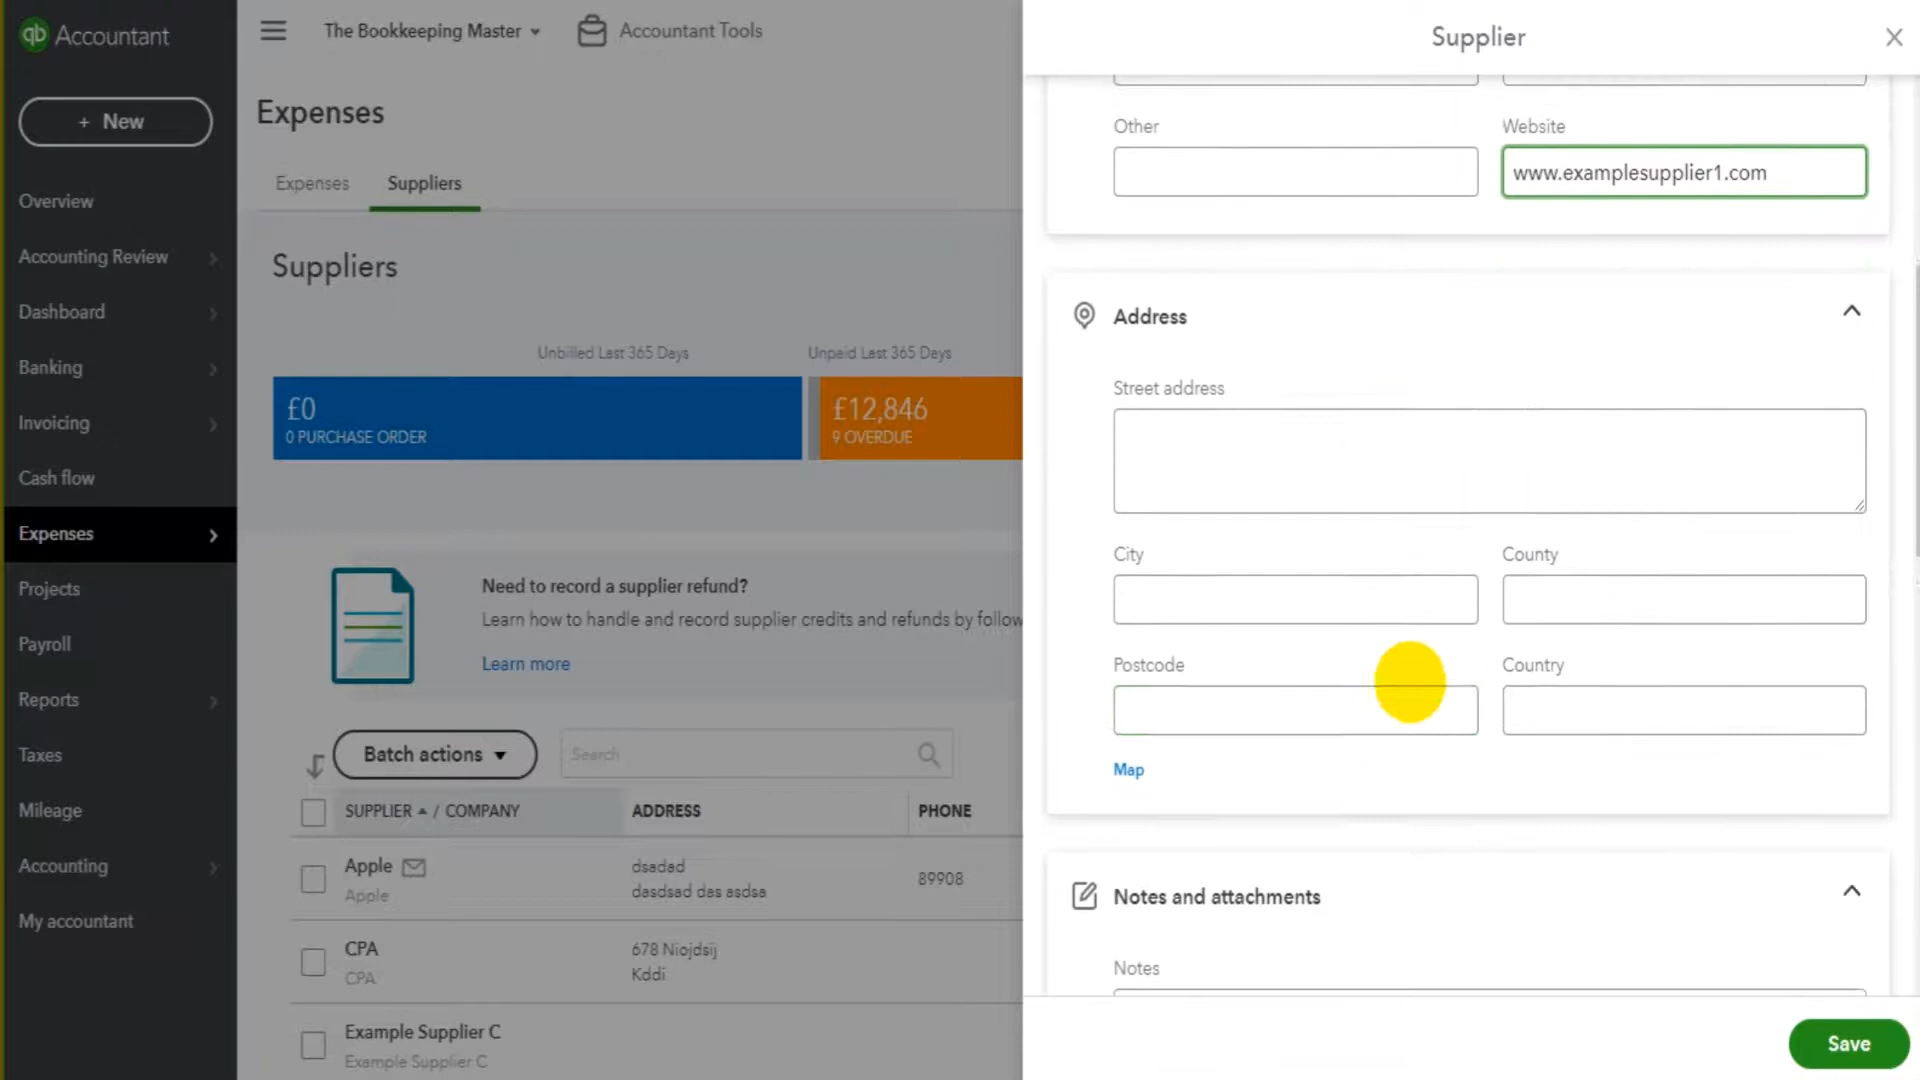 qb Accountant
+ New
Overview
Accounting Review
Dashboard
Banking
Invoicing
Cash flow
Expenses
Projects
Payroll
Reports
Taxes
Mileage
Accounting
My accountant
The Bookkeeping Master
Accountant Tools
Expenses
Expenses
Suppliers
Suppliers
Unbilled Last 365 Days
Unpaid Last 365 Days
£0
0 PURCHASE ORDER
£12,846
9 OVERDUE
Need to record a supplier refund?
Learn how to handle and record supplier credits and refunds by follow
Learn more
Batch actions
Search
SUPPLIER / COMPANY
ADDRESS
PHONE
Apple
Apple
dsadad
dasdsad das asdsa
89908
CPA
CPA
678 Niojdsij
Kddi
Example Supplier C
Example Supplier C
Supplier
Other
Website
www.examplesupplier1.com
Address
Street address
City
County
Postcode
Country
Map
Notes and attachments
Notes
Save